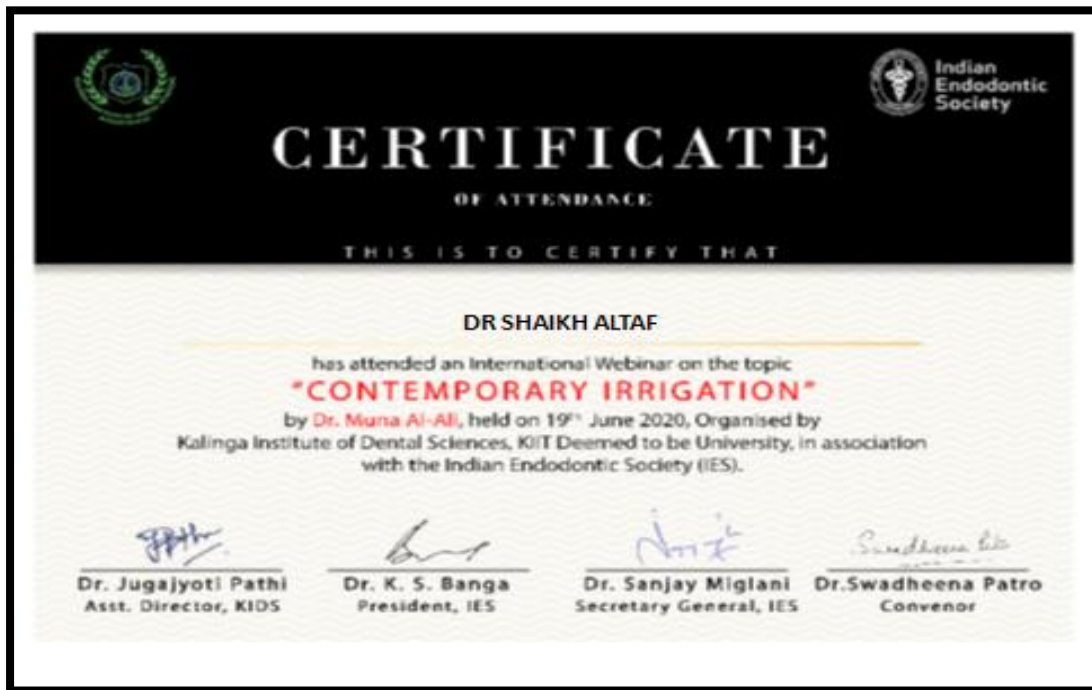 Indian
Endodontic
Society
CERTIFICATE
OF ATTENDANCE
THIS IS TO CERTIFY THAT
DR SHAIKH ALTAF
has attended an International Webinar on the topic
"CONTEMPORARY IRRIGATION"
by Dr. Muna Al-Ali, held on 19th June 2020, Organised by
Kalinga Institute of Dental Sciences, KIIT Deemed to be University, in association
with the Indian Endodontic Society (IES).
Dr. Jugajyoti Pathi
Asst. Director, KIDS
Dr. K. S. Banga
President, IES
Dr. Sanjay Miglani
Secretary General, IES
Dr.Swadheena Patro
Convenor